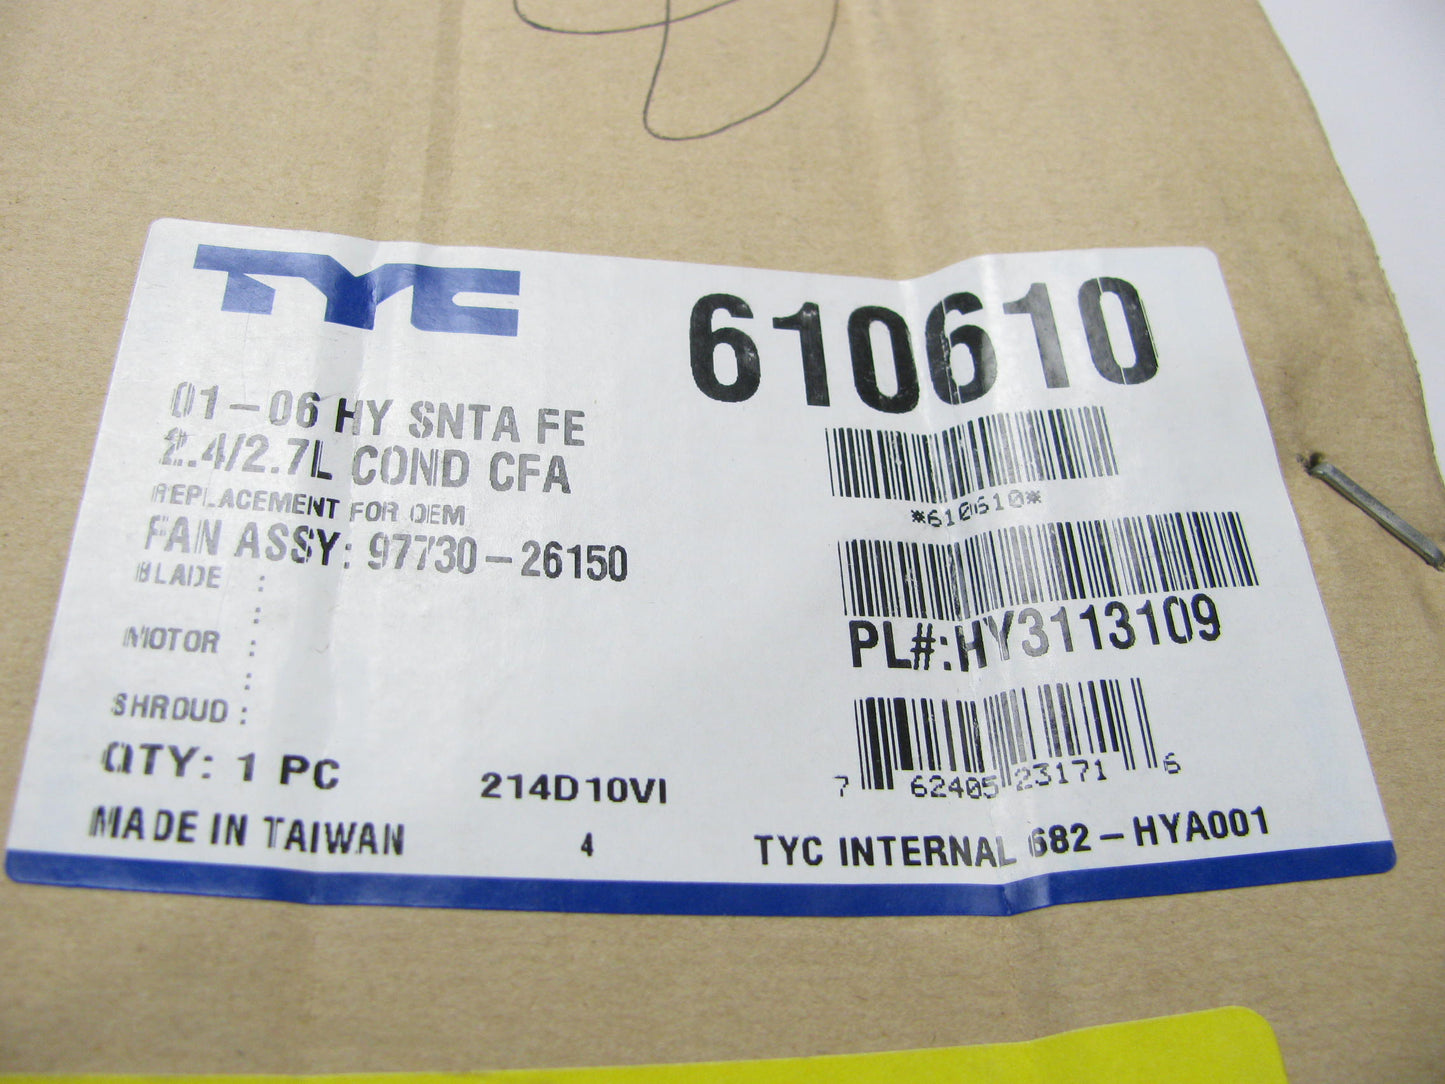 TYC
610610
01-06 HY SNTA FE
2.4/2.7L COND CFA
REPLACEMENT FOR OEM
FAN ASSY: 97730-26150
BLADE :
:
MOTOR :
:
SHROUD :
QTY: 1 PC
MADE IN TAIWAN
214D10VI
4
*610610*
PL#:HY3113109
7 62405 23171 6
TYC INTERNAL 682-HYA001